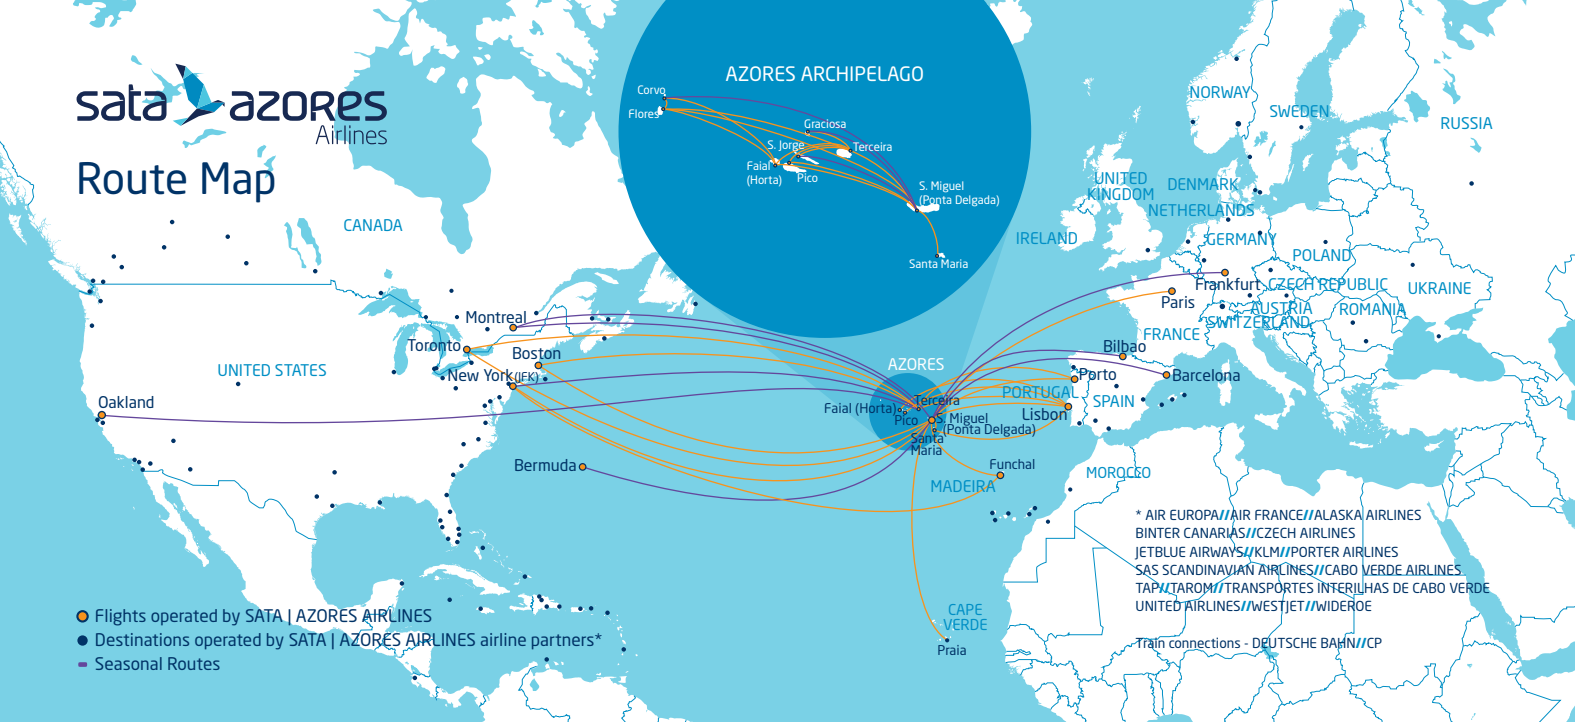 sata azores
Airlines
Route Map
AZORES ARCHIPELAGO
Corvo
Flores
Graciosa
S. Jorge
Terceira
Faial
(Horta)
Pico
S. Miguel
(Ponta Delgada)
Santa Maria
CANADA
UNITED STATES
Montreal
Toronto
Boston
New York (JFK)
Oakland
Bermuda
AZORES
Terceira
Faial (Horta)
Pico
S. Miguel
(Ponta Delgada)
Santa
Maria
NORWAY
SWEDEN
RUSSIA
UNITED
KINGDOM
DENMARK
NETHERLANDS
IRELAND
GERMANY
POLAND
Frankfurt
CZECH REPUBLIC
UKRAINE
Paris
AUSTRIA
ROMANIA
SWITZERLAND
FRANCE
Bilbao
Porto
Barcelona
PORTUGAL
SPAIN
Lisbon
Funchal
MADEIRA
MOROCCO
CAPE
VERDE
Praia
* AIR EUROPA//AIR FRANCE//ALASKA AIRLINES
BINTER CANARIAS//CZECH AIRLINES
JETBLUE AIRWAYS//KLM//PORTER AIRLINES
SAS SCANDINAVIAN AIRLINES//CABO VERDE AIRLINES
TAP//TAROM//TRANSPORTES INTERILHAS DE CABO VERDE
UNITED AIRLINES//WESTJET//WIDEROE
Train connections - DEUTSCHE BAHN//CP
Flights operated by SATA | AZORES AIRLINES
Destinations operated by SATA | AZORES AIRLINES airline partners*
Seasonal Routes